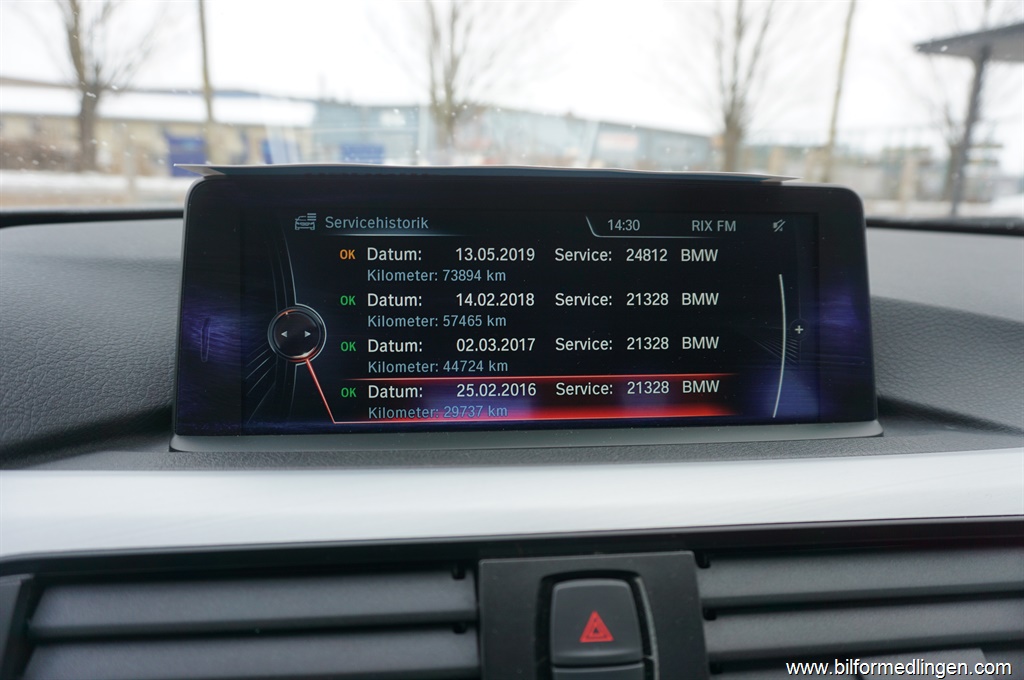 Servicehistorik 14:30 RIX FM
OK Datum: 13.05.2019 Service: 24812 BMW
Kilometer: 73894 km
OK Datum: 14.02.2018 Service: 21328 BMW
Kilometer: 57465 km
OK Datum: 02.03.2017 Service: 21328 BMW
Kilometer: 44724 km
OK Datum: 25.02.2016 Service: 21328 BMW
Kilometer: 29737 km
www.bilformedlingen.com